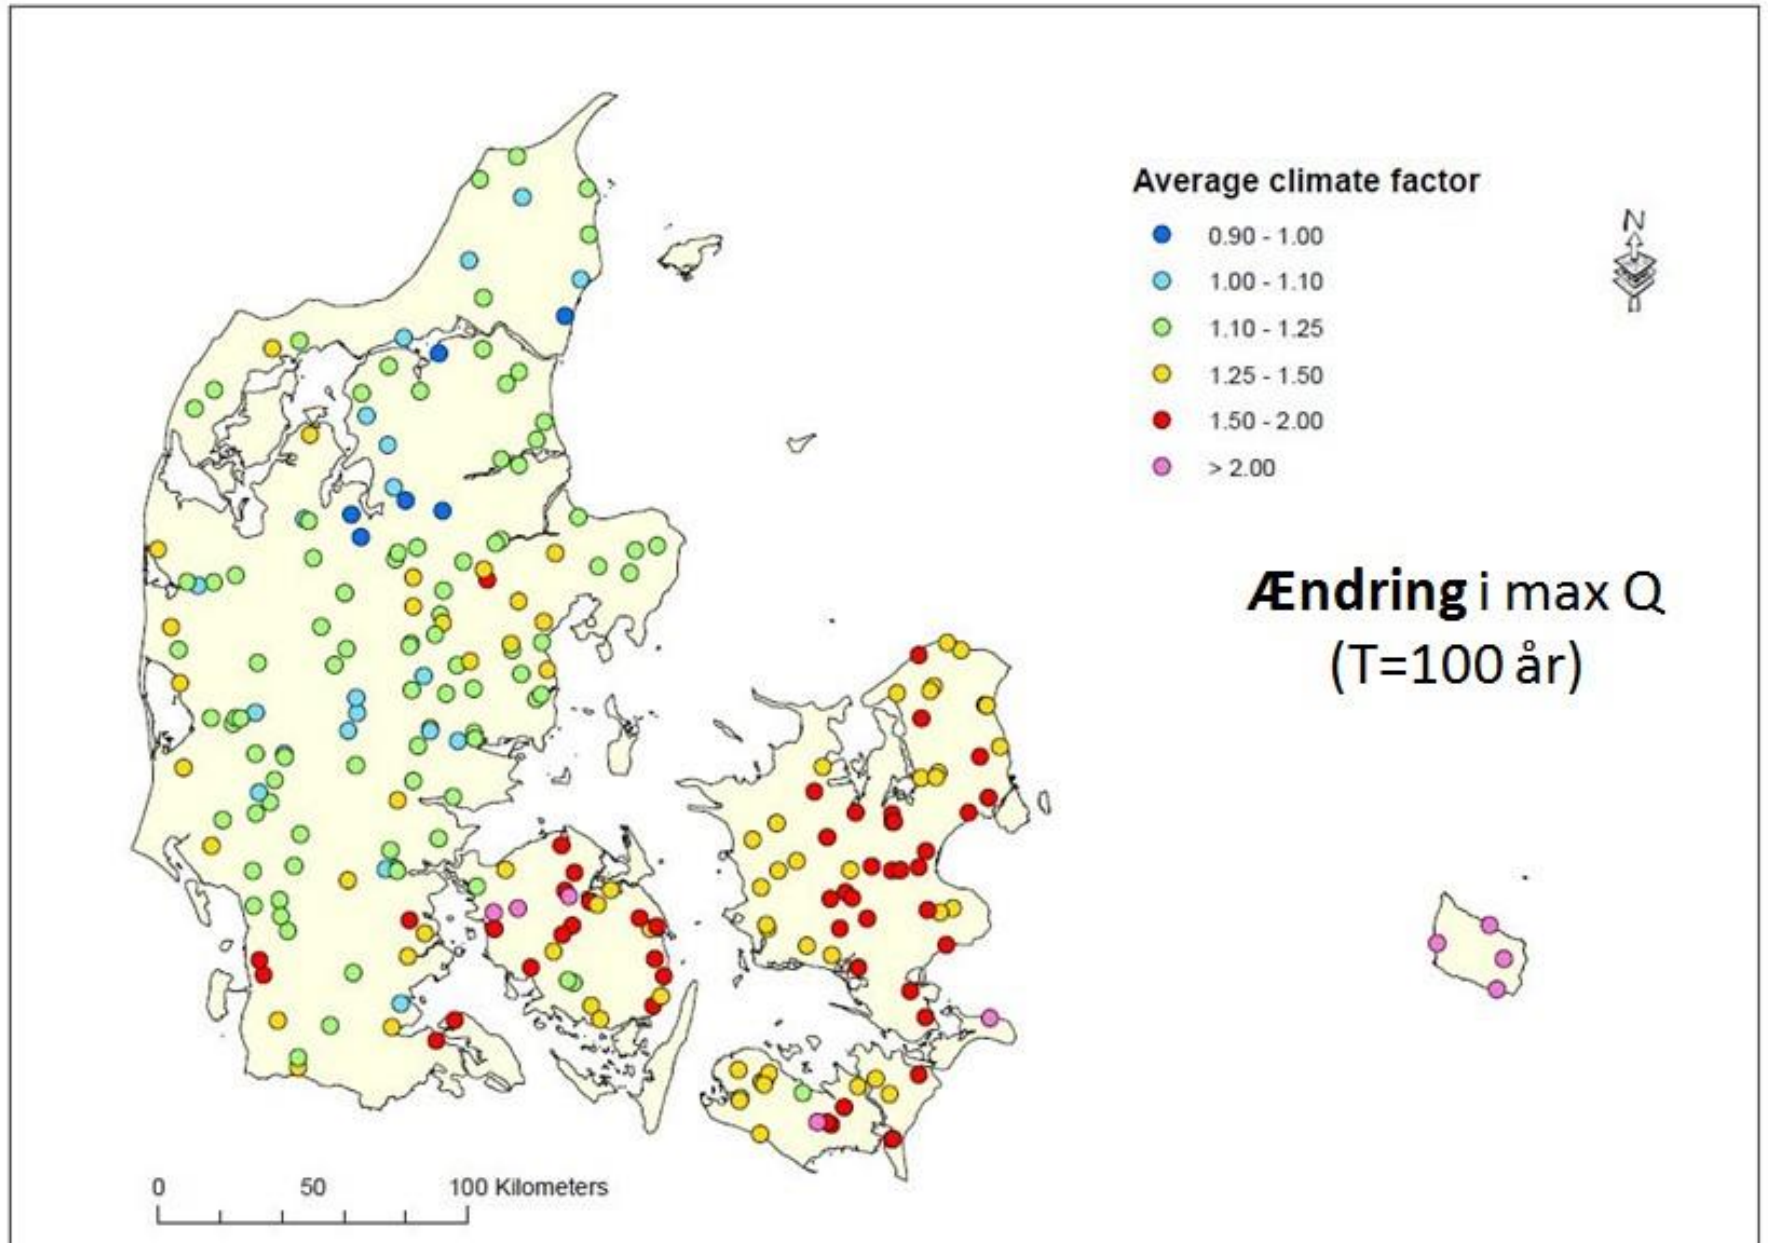 Average climate factor
0.90 - 1.00
1.00 - 1.10
1.10 - 1.25
1.25 - 1.50
1.50 - 2.00
> 2.00
N
Ændring i max Q
(T=100 år)
0 50 100 Kilometers